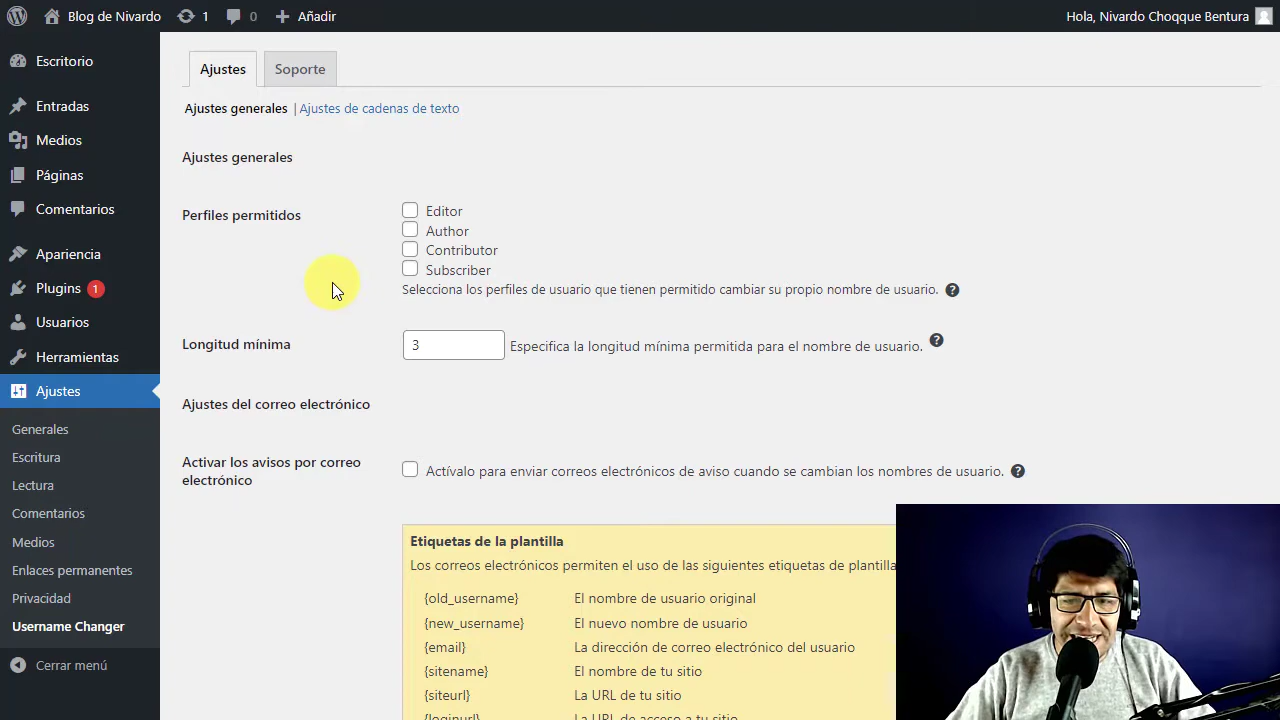 Blog de Nivardo 1 0 Añadir Hola, Nivardo Choqque Bentura
Escritorio
Entradas
Medios
Páginas
Comentarios
Apariencia
Plugins 1
Usuarios
Herramientas
Ajustes
Generales
Escritura
Lectura
Comentarios
Medios
Enlaces permanentes
Privacidad
Username Changer
Cerrar menú
Ajustes Soporte
Ajustes generales | Ajustes de cadenas de texto
Ajustes generales
Perfiles permitidos
Editor
Author
Contributor
Subscriber
Selecciona los perfiles de usuario que tienen permitido cambiar su propio nombre de usuario. ?
Longitud mínima 3 Especifica la longitud mínima permitida para el nombre de usuario. ?
Ajustes del correo electrónico
Activar los avisos por correo
electrónico
Actívalo para enviar correos electrónicos de aviso cuando se cambian los nombres de usuario. ?
Etiquetas de la plantilla
Los correos electrónicos permiten el uso de las siguientes etiquetas de plantilla
{old_username} El nombre de usuario original
{new_username} El nuevo nombre de usuario
{email} La dirección de correo electrónico del usuario
{sitename} El nombre de tu sitio
{siteurl} La URL de tu sitio
{loginurl} La URL de acceso a tu sitio